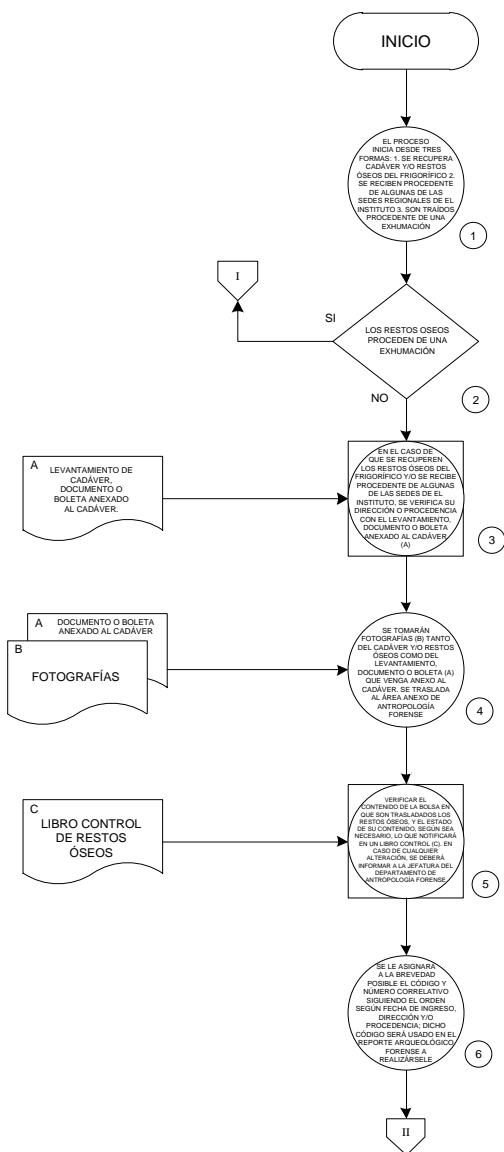 INICIO
EL PROCESO
INICIA DESDE TRES
FORMAS: 1. SE RECUPERA
CADÁVER Y/O RESTOS
ÓSEOS DEL FRIGORÍFICO 2.
SE RECIBEN PROCEDENTE
DE ALGUNAS DE LAS
SEDES REGIONALES DE EL
INSTITUTO 3. SON TRAÍDOS
PROCEDENTE DE UNA
EXHUMACIÓN
1
I
SI
LOS RESTOS OSEOS
PROCEDEN DE UNA
EXHUMACIÓN
NO
2
A
LEVANTAMIENTO DE
CADÁVER,
DOCUMENTO O
BOLETA ANEXADO
AL CADÁVER.
EN EL CASO DE
QUE SE RECUPEREN
LOS RESTOS ÓSEOS DEL
FRIGORÍFICO Y/O SE RECIBE
PROCEDENTE DE ALGUNAS
DE LAS SEDES DE EL
INSTITUTO, SE VERIFICA SU
DIRECCIÓN O PROCEDENCIA
CON EL LEVANTAMIENTO,
DOCUMENTO O BOLETA
ANEXADO AL CADÁVER
(A)
3
A
DOCUMENTO O BOLETA
ANEXADO AL CADÁVER
B
FOTOGRAFÍAS
SE TOMARÁN
FOTOGRAFÍAS (B) TANTO
DEL CADÁVER Y/O RESTOS
ÓSEOS COMO DEL
LEVANTAMIENTO,
DOCUMENTO O BOLETA (A)
QUE VENGA ANEXO AL
CADÁVER. SE TRASLADA
AL ÁREA ANEXO DE
ANTROPOLOGÍA
FORENSE
4
C
LIBRO CONTROL
DE RESTOS
ÓSEOS
VERIFICAR EL
CONTENIDO DE LA BOLSA EN
QUE SON TRASLADADOS LOS
RESTOS ÓSEOS, Y EL ESTADO
DE SU CONTENIDO, SEGÚN SEA
NECESARIO, LO QUE NOTIFICARÁ
EN UN LIBRO CONTROL (C). EN
CASO DE CUALQUIER
ALTERACIÓN, SE DEBERÁ
INFORMAR A LA JEFATURA DEL
DEPARTAMENTO DE
ANTROPOLOGÍA FORENSE
5
SE LE ASIGNARÁ
A LA BREVEDAD
POSIBLE EL CÓDIGO Y
NÚMERO CORRELATIVO
SIGUIENDO EL ORDEN
SEGÚN FECHA DE INGRESO,
DIRECCIÓN Y/O
PROCEDENCIA; DICHO
CÓDIGO SERÁ USADO EN EL
REPORTE ARQUEOLÓGICO
FORENSE A
REALIZÁRSELE
6
II